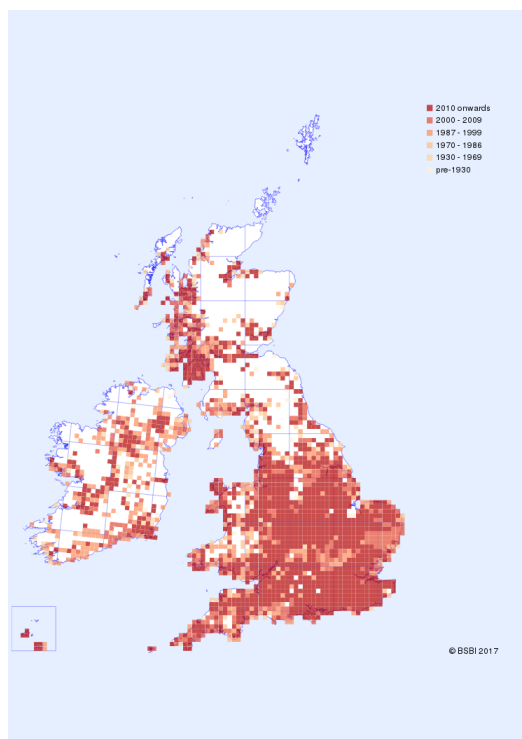 2010 onwards
2000 - 2009
1987 - 1999
1970 - 1986
1930 - 1969
pre-1930
© BSBI 2017